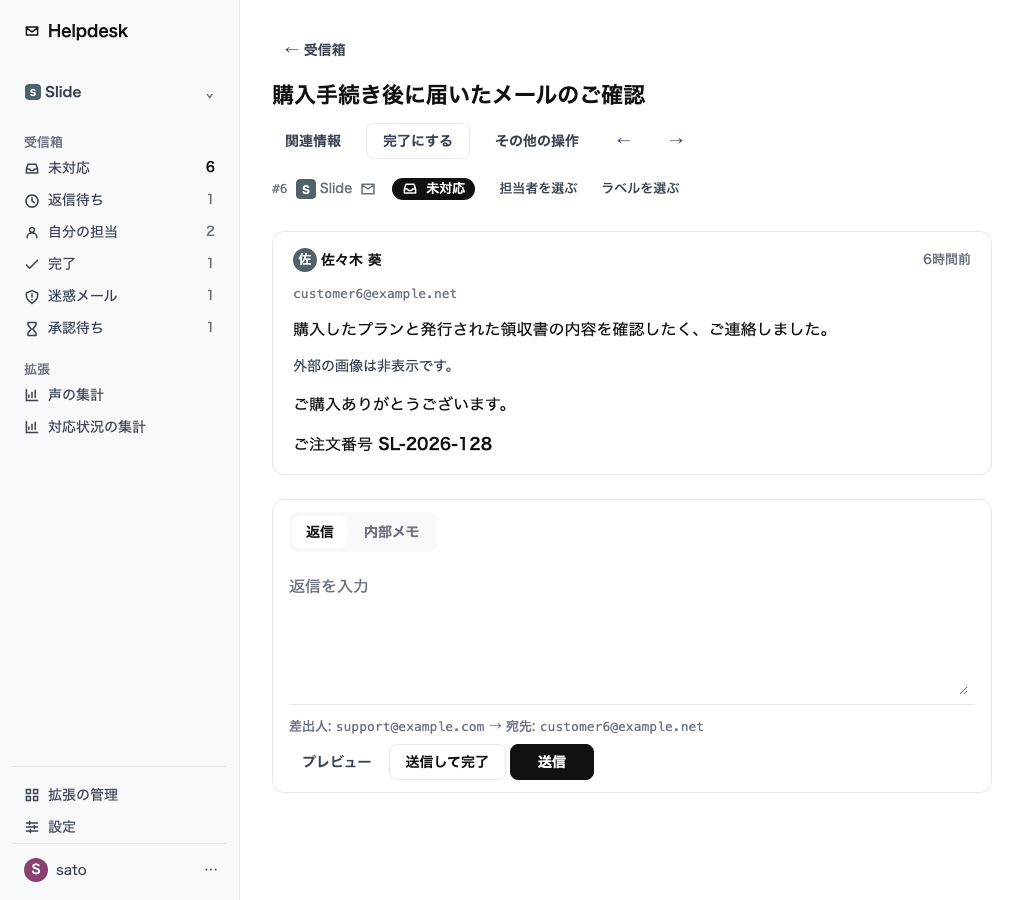 Helpdesk
S Slide
受信箱
未対応 6
返信待ち 1
自分の担当 2
完了 1
迷惑メール 1
承認待ち 1
拡張
声の集計
対応状況の集計
拡張の管理
設定
S sato ...
← 受信箱
購入手続き後に届いたメールのご確認
関連情報 完了にする その他の操作 ← →
#6 S Slide 未対応 担当者を選ぶ ラベルを選ぶ
佐 佐々木 葵 6時間前
customer6@example.net
購入したプランと発行された領収書の内容を確認したく、ご連絡しました。
外部の画像は非表示です。
ご購入ありがとうございます。
ご注文番号 SL-2026-128
返信 内部メモ
返信を入力
差出人: support@example.com → 宛先: customer6@example.net
プレビュー 送信して完了 送信